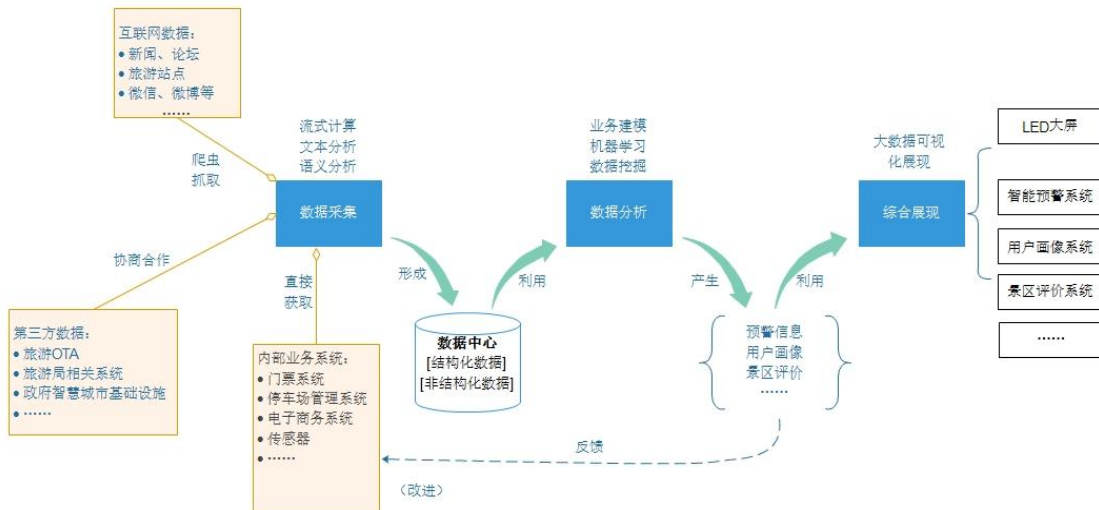 互联网数据：
●新闻、论坛
●旅游站点
●微信、微博等
……
爬虫
抓取
协商合作
第三方数据：
●旅游OTA
●旅游局相关系统
●政府智慧城市基础设施
●……
流式计算
文本分析
语义分析
数据采集
直接
获取
内部业务系统：
●门票系统
●停车场管理系统
●电子商务系统
●传感器
●……
形成
数据中心
[结构化数据]
[非结构化数据]
利用
业务建模
机器学习
数据挖掘
数据分析
产生
预警信息
用户画像
景区评价
……
反馈
（改进）
利用
大数据可视
化展现
综合展现
LED大屏
智能预警系统
用户画像系统
景区评价系统
……